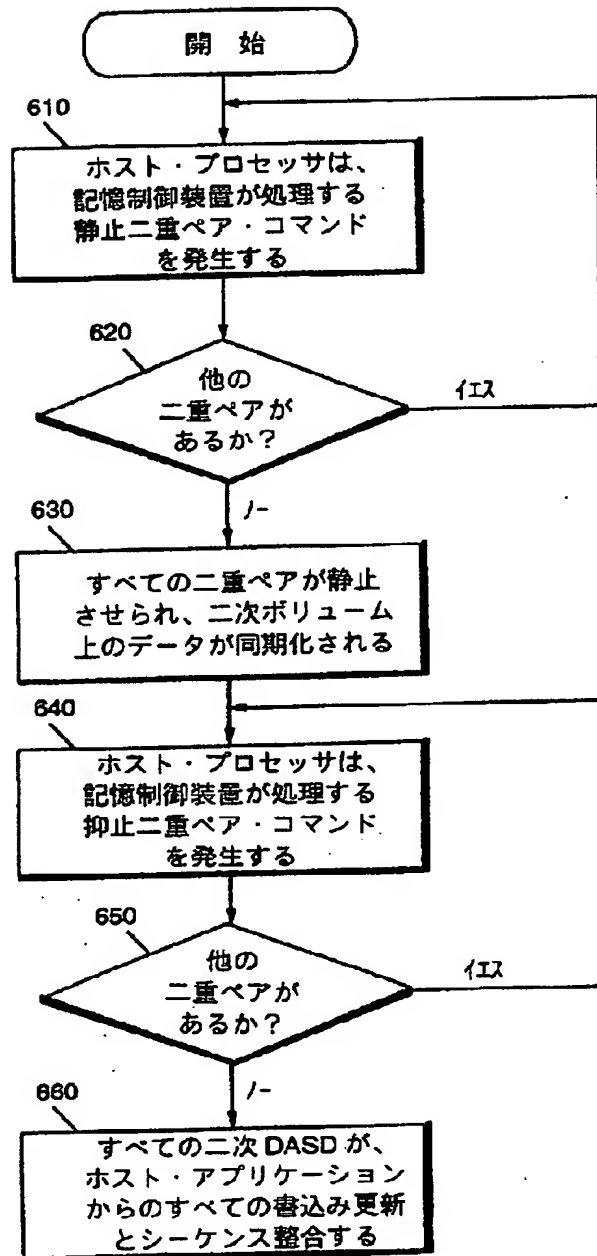 開 始
610
ホスト・プロセッサは、
記憶制御装置が処理する
静止二重ペア・コマンド
を発生する
620
他の
二重ペアが
あるか?
イエス
ノー
630
すべての二重ペアが静止
させられ、二次ボリューム
上のデータが同期化される
640
ホスト・プロセッサは、
記憶制御装置が処理する
抑止二重ペア・コマンド
を発生する
650
他の
二重ペアが
あるか?
イエス
ノー
660
すべての二次DASDが、
ホスト・アプリケーション
からのすべての書込み更新
とシーケンス整合する